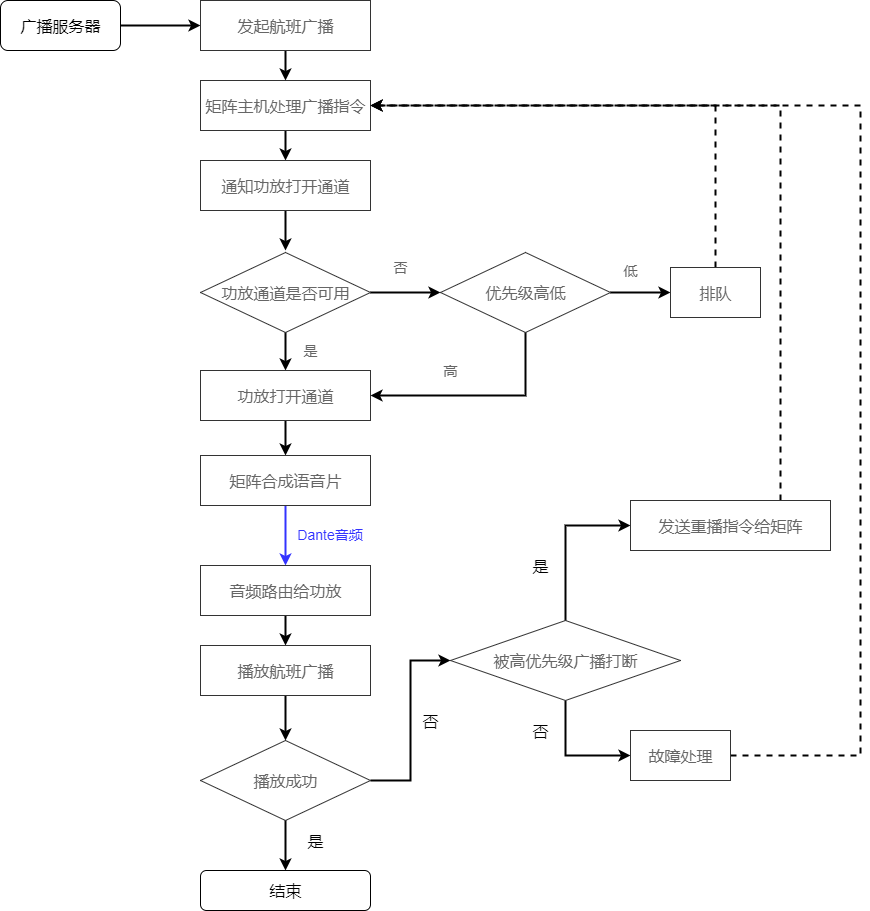 广播服务器
发起航班广播
矩阵主机处理广播指令
通知功放打开通道
功放通道是否可用
否
优先级高低
低
排队
是
高
功放打开通道
矩阵合成语音片
Dante音频
发送重播指令给矩阵
是
音频路由给功放
播放航班广播
被高优先级广播打断
否
否
故障处理
播放成功
是
结束